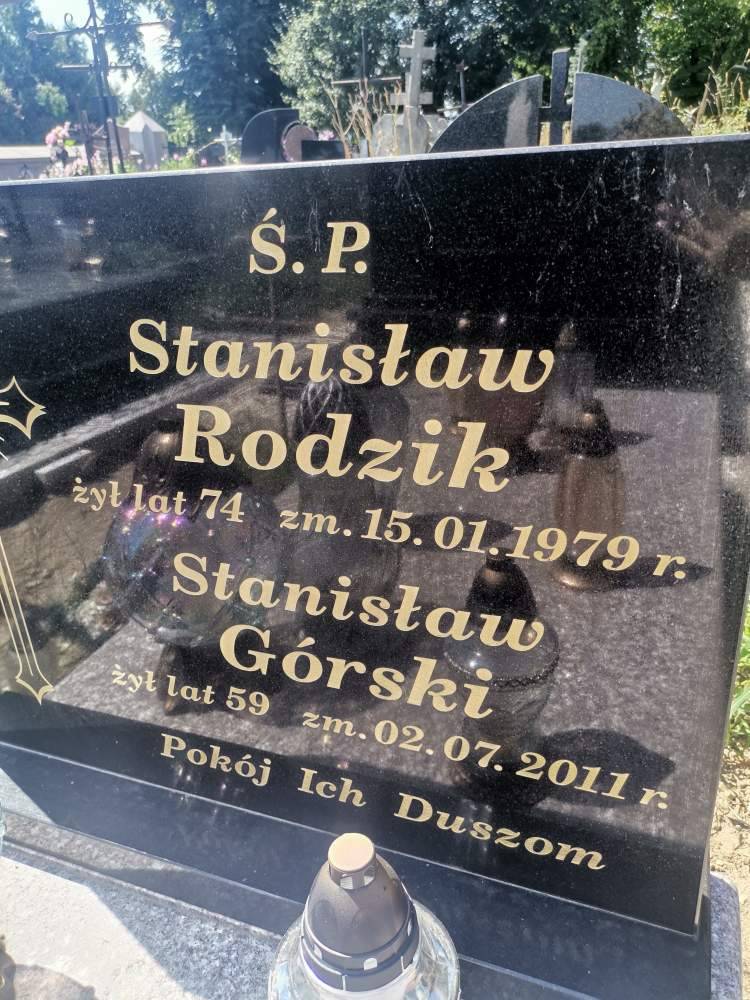 Ś. P.
Stanisław
Rodzik
żył lat 74 zm. 15. 01. 1979 r.
Stanisław
Górski
żył lat 59 zm. 02. 07. 2011 r.
Pokój Ich Duszom